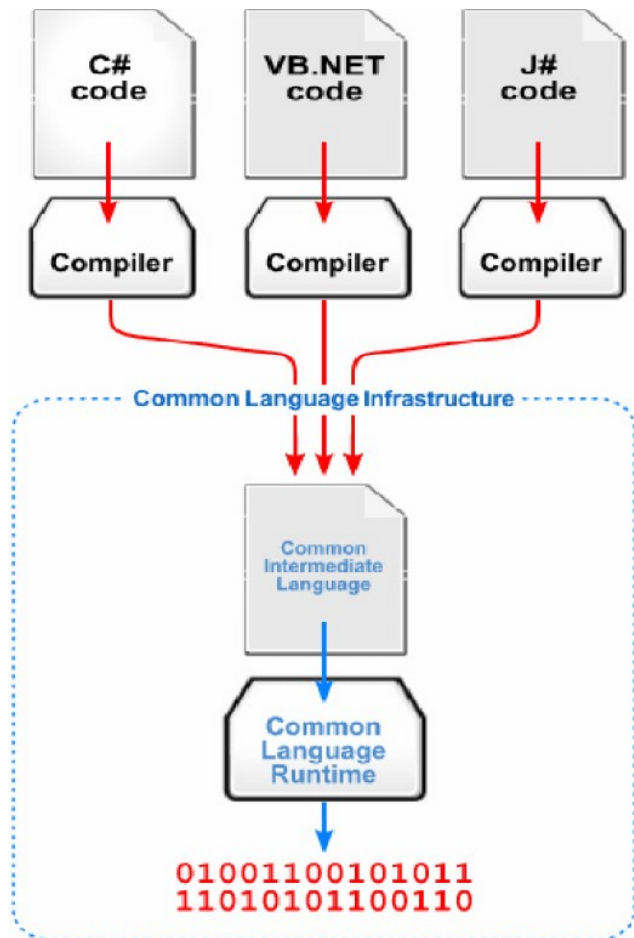 C#
code
VB.NET
code
J#
code
Compiler
Compiler
Compiler
Common Language Infrastructure
Common
Intermediate
Language
Common
Language
Runtime
01001100101011
11010101100110